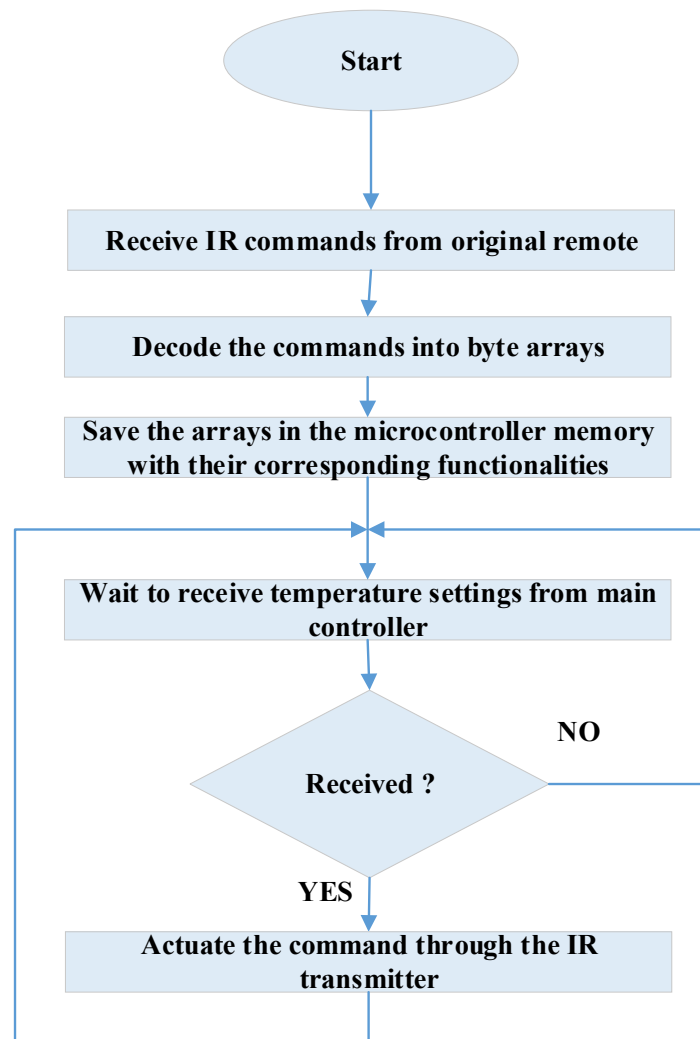 Start
Receive IR commands from original remote
Decode the commands into byte arrays
Save the arrays in the microcontroller memory
with their corresponding functionalities
Wait to receive temperature settings from main
controller
NO
Received ?
YES
Actuate the command through the IR
transmitter